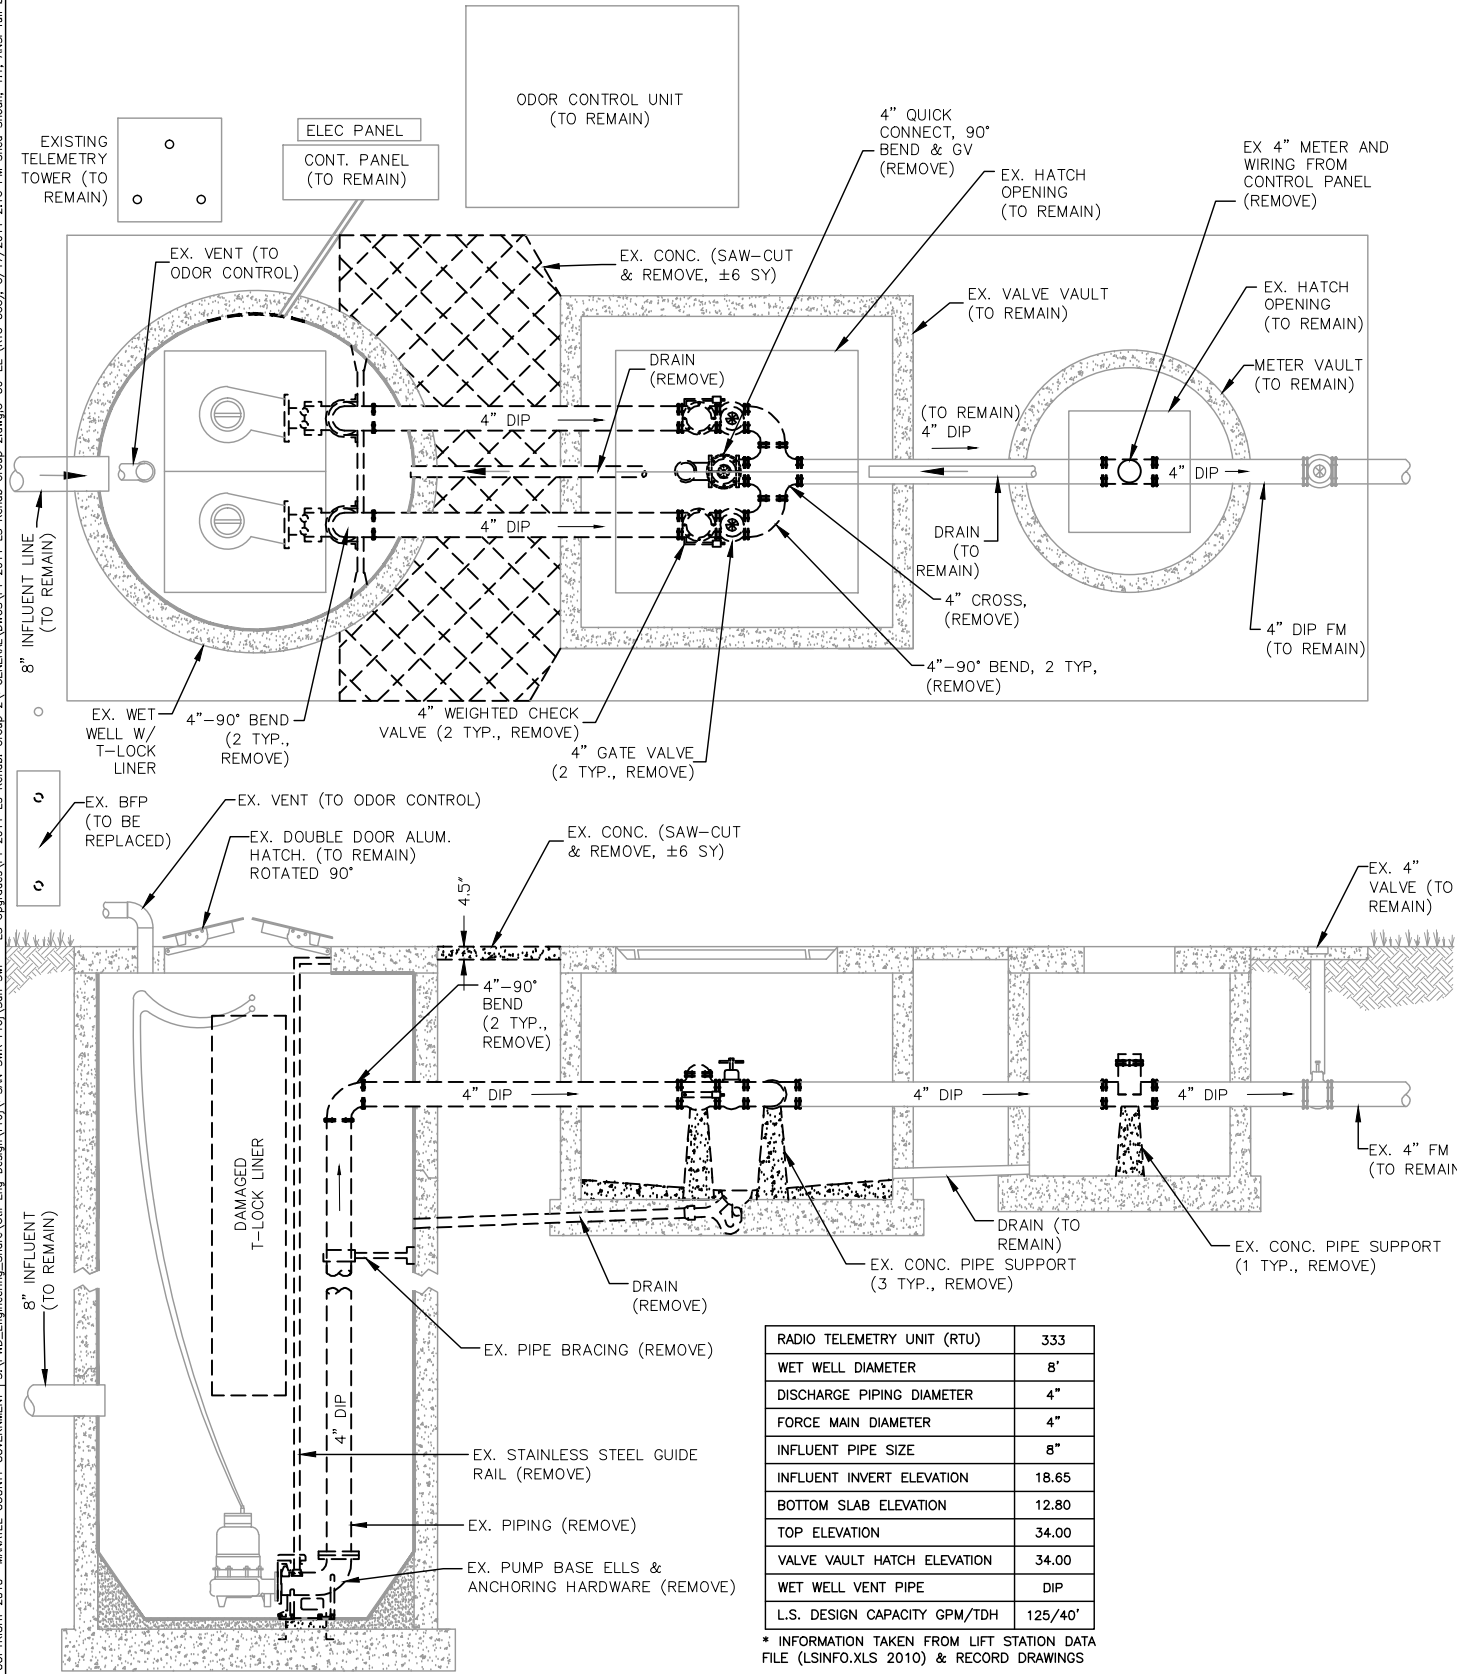 ODOR CONTROL UNIT
(TO REMAIN)
EXISTING
TELEMETRY
TOWER (TO
REMAIN)
ELEC PANEL
CONT. PANEL
(TO REMAIN)
4" QUICK
CONNECT, 90°
BEND & GV
(REMOVE)
EX. HATCH
OPENING
(TO REMAIN)
EX 4" METER AND
WIRING FROM
CONTROL PANEL
(REMOVE)
EX. VENT (TO
ODOR CONTROL)
EX. CONC. (SAW-CUT
& REMOVE, ±6 SY)
EX. VALVE VAULT
(TO REMAIN)
EX. HATCH
OPENING
(TO REMAIN)
METER VAULT
(TO REMAIN)
DRAIN
(REMOVE)
4" DIP
(TO REMAIN)
4" DIP
4" DIP
4" DIP
8" INFLUENT LINE
(TO REMAIN)
DRAIN
(TO
REMAIN)
4" CROSS,
(REMOVE)
4" DIP FM
(TO REMAIN)
4"-90° BEND, 2 TYP,
(REMOVE)
EX. WET
WELL W/
T-LOCK
LINER
4"-90° BEND
(2 TYP.,
REMOVE)
4" WEIGHTED CHECK
VALVE (2 TYP., REMOVE)
4" GATE VALVE
(2 TYP., REMOVE)
EX. BFP
(TO BE
REPLACED)
EX. VENT (TO ODOR CONTROL)
EX. DOUBLE DOOR ALUM.
HATCH. (TO REMAIN)
ROTATED 90°
4.5"
EX. CONC. (SAW-CUT
& REMOVE, ±6 SY)
EX. 4"
VALVE (TO
REMAIN)
4"-90°
BEND
(2 TYP.,
REMOVE)
4" DIP
4" DIP
4" DIP
DAMAGED
T-LOCK LINER
EX. 4" FM
(TO REMAIN
8" INFLUENT
(TO REMAIN)
DRAIN (TO
REMAIN)
EX. CONC. PIPE SUPPORT
(1 TYP., REMOVE)
EX. CONC. PIPE SUPPORT
(3 TYP., REMOVE)
DRAIN
(REMOVE)
EX. PIPE BRACING (REMOVE)
4" DIP
EX. STAINLESS STEEL GUIDE
RAIL (REMOVE)
EX. PIPING (REMOVE)
EX. PUMP BASE ELLS &
ANCHORING HARDWARE (REMOVE)
RADIO TELEMETRY UNIT (RTU) 333
WET WELL DIAMETER 8'
DISCHARGE PIPING DIAMETER 4"
FORCE MAIN DIAMETER 4"
INFLUENT PIPE SIZE 8"
INFLUENT INVERT ELEVATION 18.65
BOTTOM SLAB ELEVATION 12.80
TOP ELEVATION 34.00
VALVE VAULT HATCH ELEVATION 34.00
WET WELL VENT PIPE DIP
L.S. DESIGN CAPACITY GPM/TDH 125/40'
* INFORMATION TAKEN FROM LIFT STATION DATA
FILE (LSINFO.XLS 2010) & RECORD DRAWINGS